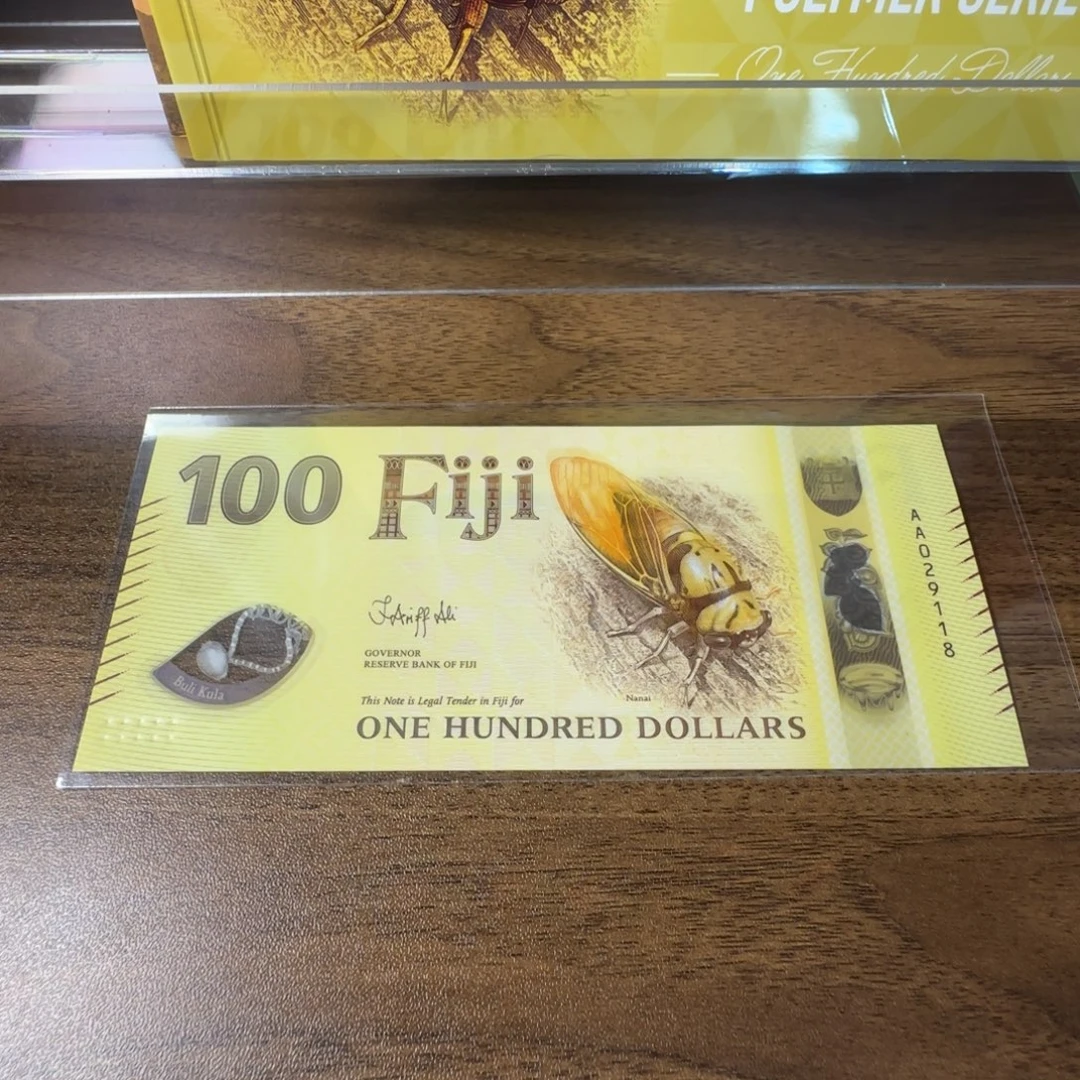 POLYMER SERIE
One Hundred Dollars
100 Fiji
AA029118
GOVERNOR
RESERVE BANK OF FIJI
Buli Kula
This Note is Legal Tender in Fiji for
Nanai
ONE HUNDRED DOLLARS